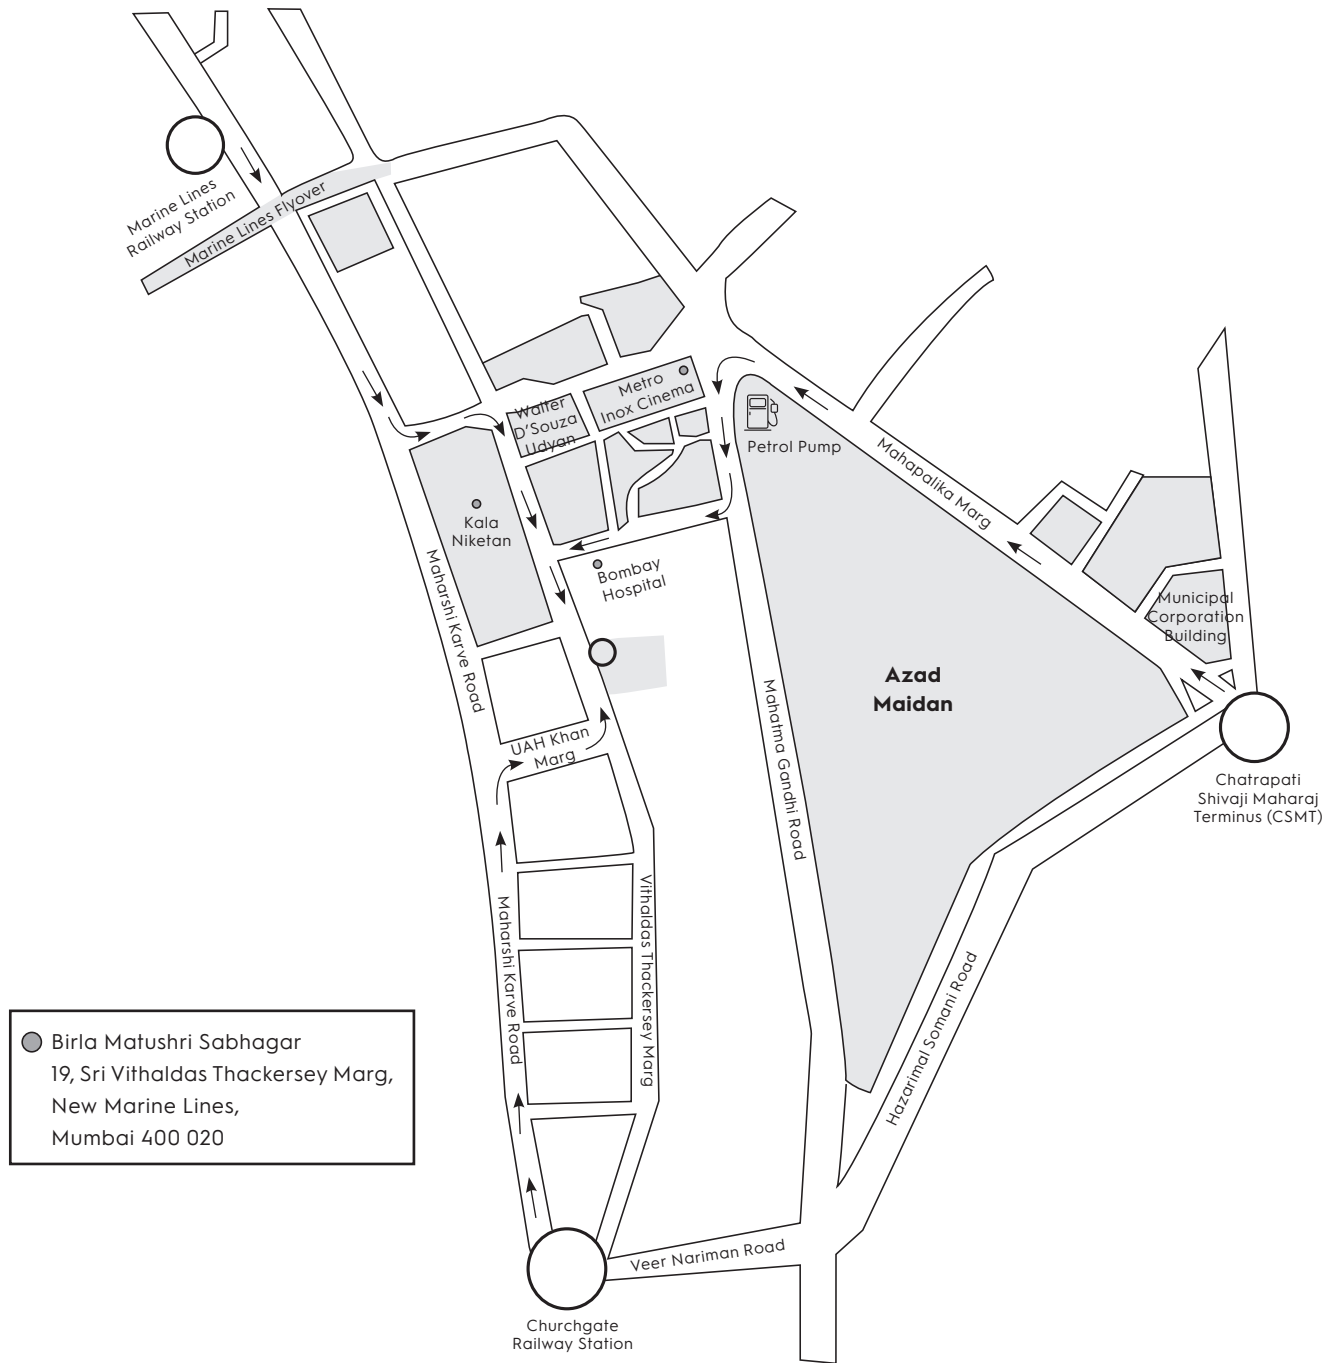 Marine Lines
Railway Station
Marine Lines Flyover
Walter
D'Souza
Udyan
Metro
Inox Cinema
Petrol Pump
Mahapalika Marg
Kala
Niketan
Bombay
Hospital
Maharshi Karve Road
Municipal
Corporation
Building
Azad
Maidan
Mahatma Gandhi Road
UAH Khan
Marg
Chatrapati
Shivaji Maharaj
Terminus (CSMT)
Maharshi Karve Road
Vithaldas Thackersey Marg
Hazarimal Somani Road
Birla Matushri Sabhagar
19, Sri Vithaldas Thackersey Marg,
New Marine Lines,
Mumbai 400 020
Veer Nariman Road
Churchgate
Railway Station